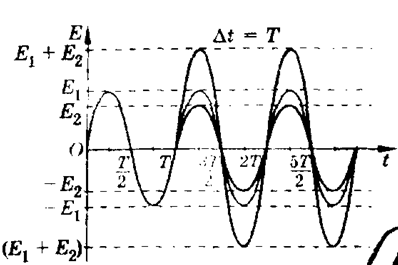 E
Δt = T
E₁ + E₂
E₁
E₂
O
T/2
T
2T
5T/2
t
−E₂
−E₁
(E₁ + E₂)